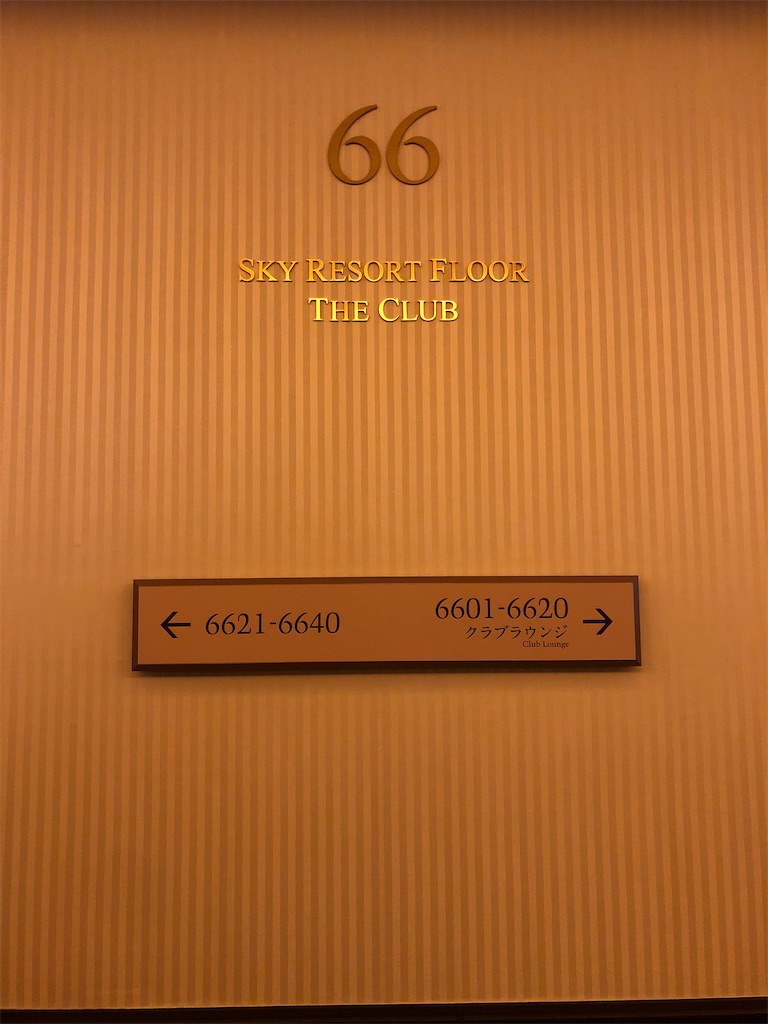 66
SKY RESORT FLOOR
THE CLUB
← 6621-6640
6601-6620 →
クラブラウンジ
Club Lounge